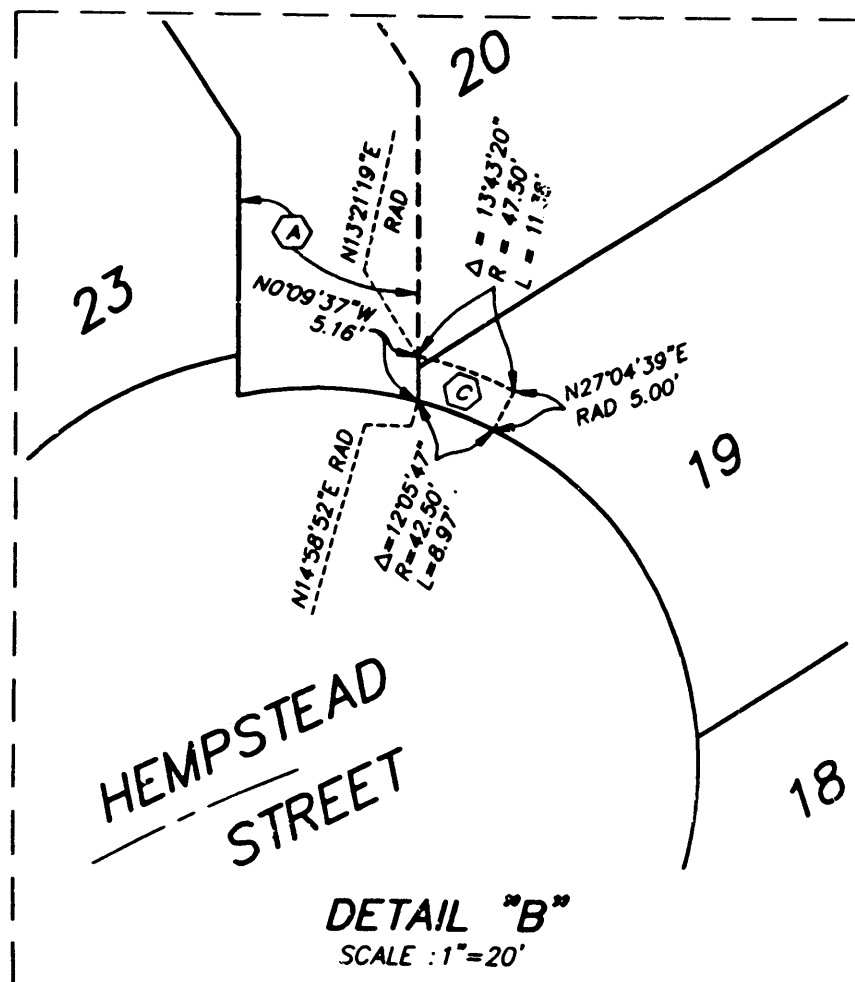 20
N13°21'19"E
RAD
Δ = 13°43'20"
R = 47.50'
L = 11.38'
A
23
N0°09'37"W
5.16'
C
N27°04'39"E
RAD 5.00'
19
N14°58'52"E RAD
Δ=12°05'47"
R=42.50'
L=8.97'
HEMPSTEAD
STREET
18
DETAIL "B"
SCALE : 1"=20'